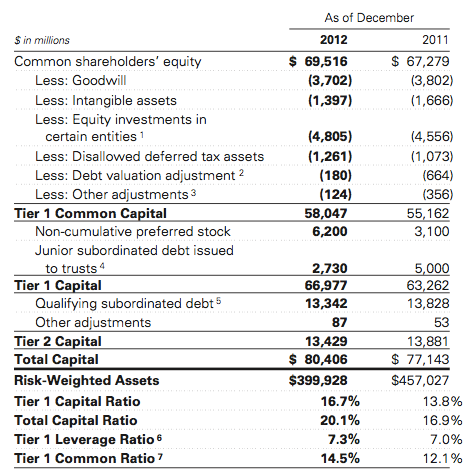 As of December
$ in millions 2012 2011
Common shareholders' equity $ 69,516 $ 67,279
Less: Goodwill (3,702) (3,802)
Less: Intangible assets (1,397) (1,666)
Less: Equity investments in
certain entities 1 (4,805) (4,556)
Less: Disallowed deferred tax assets (1,261) (1,073)
Less: Debt valuation adjustment 2 (180) (664)
Less: Other adjustments 3 (124) (356)
Tier 1 Common Capital 58,047 55,162
Non-cumulative preferred stock 6,200 3,100
Junior subordinated debt issued
to trusts 4 2,730 5,000
Tier 1 Capital 66,977 63,262
Qualifying subordinated debt 5 13,342 13,828
Other adjustments 87 53
Tier 2 Capital 13,429 13,881
Total Capital $ 80,406 $ 77,143
Risk-Weighted Assets $399,928 $457,027
Tier 1 Capital Ratio 16.7% 13.8%
Total Capital Ratio 20.1% 16.9%
Tier 1 Leverage Ratio 6 7.3% 7.0%
Tier 1 Common Ratio 7 14.5% 12.1%